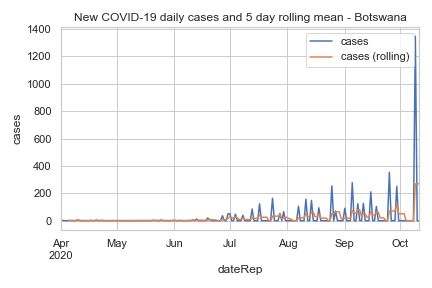 New COVID-19 daily cases and 5 day rolling mean - Botswana
1400
1200
1000
800
600
400
200
0
cases
cases
cases (rolling)
Apr May Jun Jul Aug Sep Oct
2020
dateRep